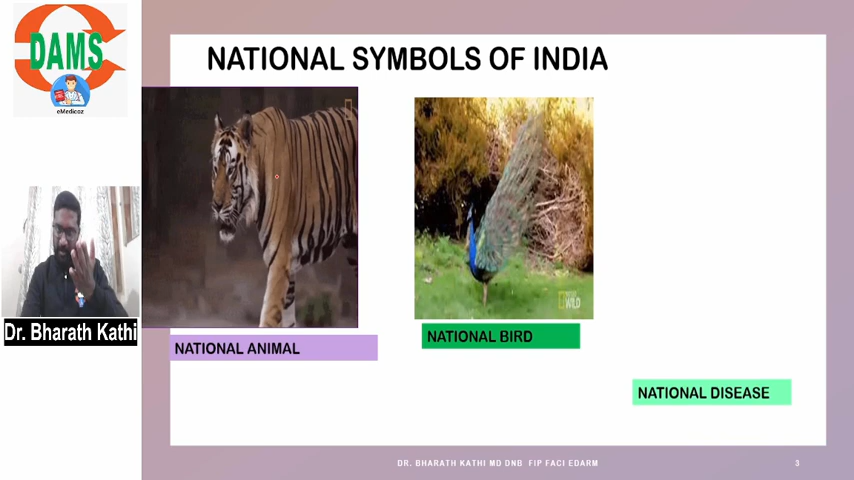 DAMS
eMedicoz
NATIONAL SYMBOLS OF INDIA
WILD
Dr. Bharath Kathi
NATIONAL ANIMAL
NATIONAL BIRD
NATIONAL DISEASE
DR. BHARATH KATHI MD DNB FIP FACI EDARM
3